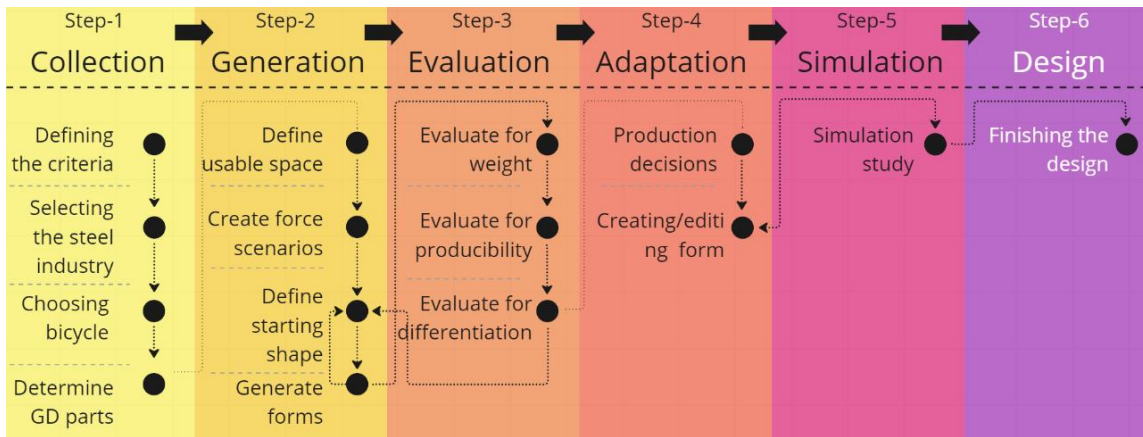 Step-1
Collection
Defining
the criteria
Selecting
the steel
industry
Choosing
bicycle
Determine
GD parts
Step-2
Generation
Define
usable space
Create force
scenarios
Define
starting
shape
Generate
forms
Step-3
Evaluation
Evaluate for
weight
Evaluate for
producibility
Evaluate for
differentiation
Step-4
Adaptation
Production
decisions
Creating/editi
ng form
Step-5
Simulation
Simulation
study
Step-6
Design
Finishing the
design